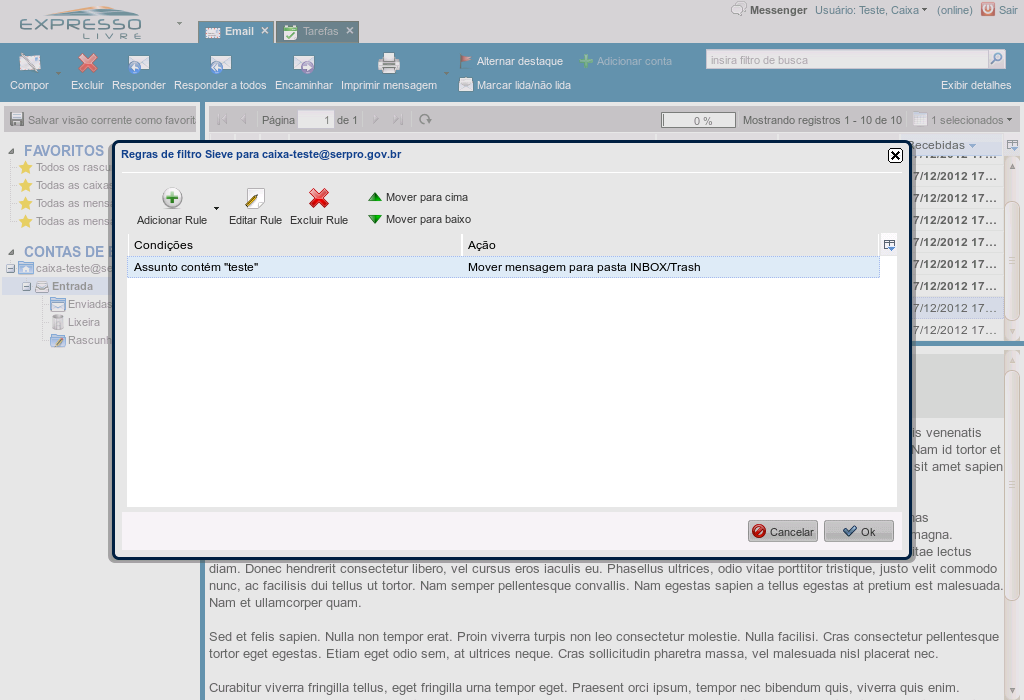 EXPRESSO
LIVRE
Email
Tarefas
Messenger
Usuário: Teste, Caixa
(online)
Sair
Compor
Excluir
Responder
Responder a todos
Encaminhar
Imprimir mensagem
Alternar destaque
Marcar lida/não lida
Adicionar conta
insira filtro de busca
Exibir detalhes
Salvar visão corrente como favorit
Página 1 de 1
0 %
Mostrando registros 1 - 10 de 10
1 selecionados
FAVORITOS
Todos os rascu
Todas as caixa
Todas as mens
Todas as mens
CONTAS DE
caixa-teste@se
Entrada
Enviadas
Lixeira
Rascunh
Recebidas
7/12/2012 17...
7/12/2012 17...
7/12/2012 17...
7/12/2012 17...
7/12/2012 17...
7/12/2012 17...
7/12/2012 17...
7/12/2012 17...
7/12/2012 17...
Regras de filtro Sieve para caixa-teste@serpro.gov.br
Adicionar Rule
Editar Rule
Excluir Rule
Mover para cima
Mover para baixo
Condições
Ação
Assunto contém "teste"
Mover mensagem para pasta INBOX/Trash
Cancelar
Ok
is venenatis
Nam id tortor et
sit amet sapien
nas
magna.
itae lectus
diam. Donec hendrerit consectetur libero, vel cursus eros iaculis eu. Phasellus ultrices, odio vitae porttitor tristique, justo velit commodo
nunc, ac facilisis dui tellus ut tortor. Nam semper pellentesque convallis. Nam egestas sapien a tellus egestas at pretium est malesuada.
Nam et ullamcorper quam.
Sed et felis sapien. Nulla non tempor erat. Proin viverra turpis non leo consectetur molestie. Nulla facilisi. Cras consectetur pellentesque
tortor eget egestas. Etiam eget odio sem, at ultrices neque. Cras sollicitudin pharetra massa, vel malesuada nisl placerat nec.
Curabitur viverra fringilla tellus, eget fringilla urna tempor eget. Praesent orci ipsum, tempor nec bibendum quis, viverra quis enim.